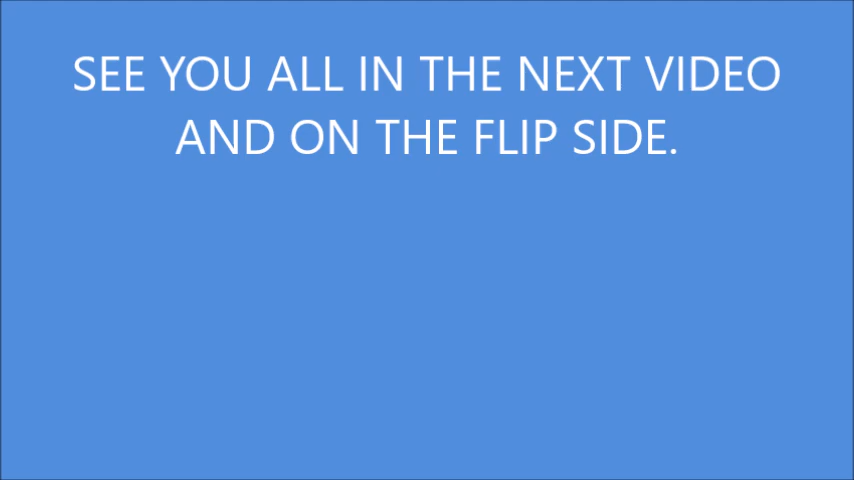 SEE YOU ALL IN THE NEXT VIDEO
AND ON THE FLIP SIDE.